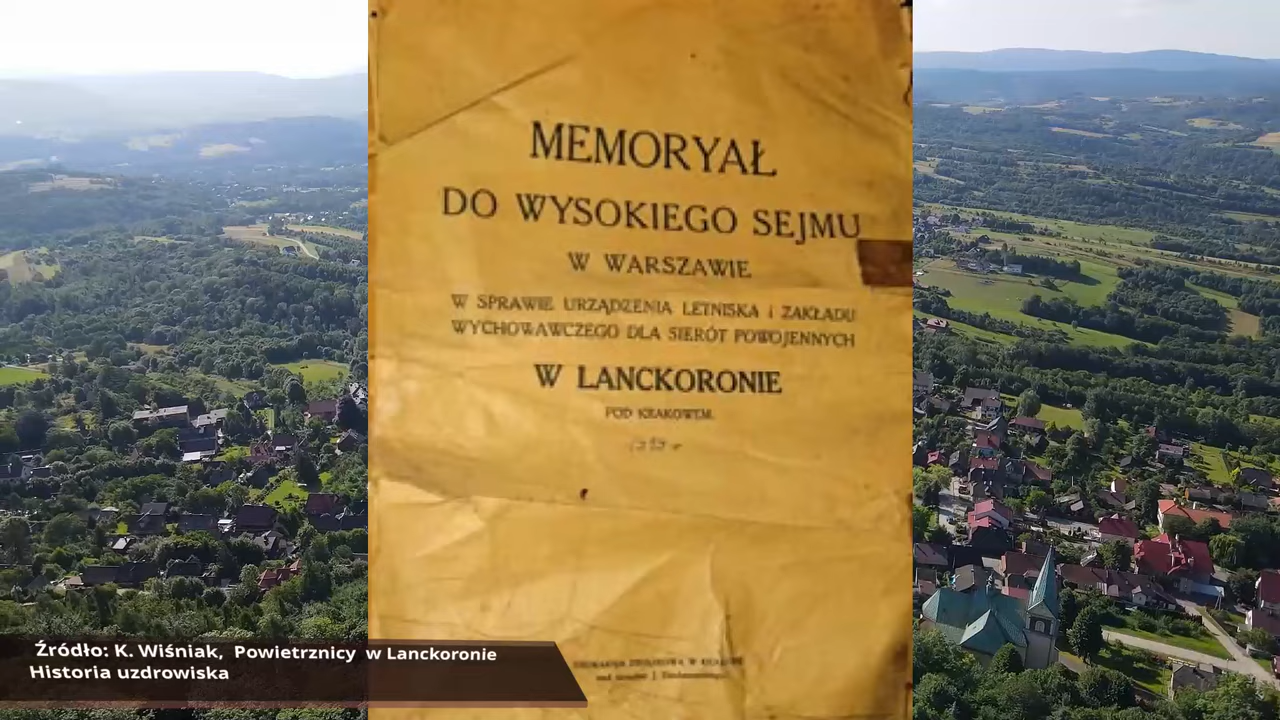 MEMORYAŁ
DO WYSOKIEGO SEJMU
W WARSZAWIE
W SPRAWIE URZĄDZENIA LETNISKA i ZAKŁADU
WYCHOWAWCZEGO DLA SIERÓT POWOJENNYCH
W LANCKORONIE
POD KRAKOWEM.
Źródło: K. Wiśniak, Powietrznicy w Lanckoronie
Historia uzdrowiska